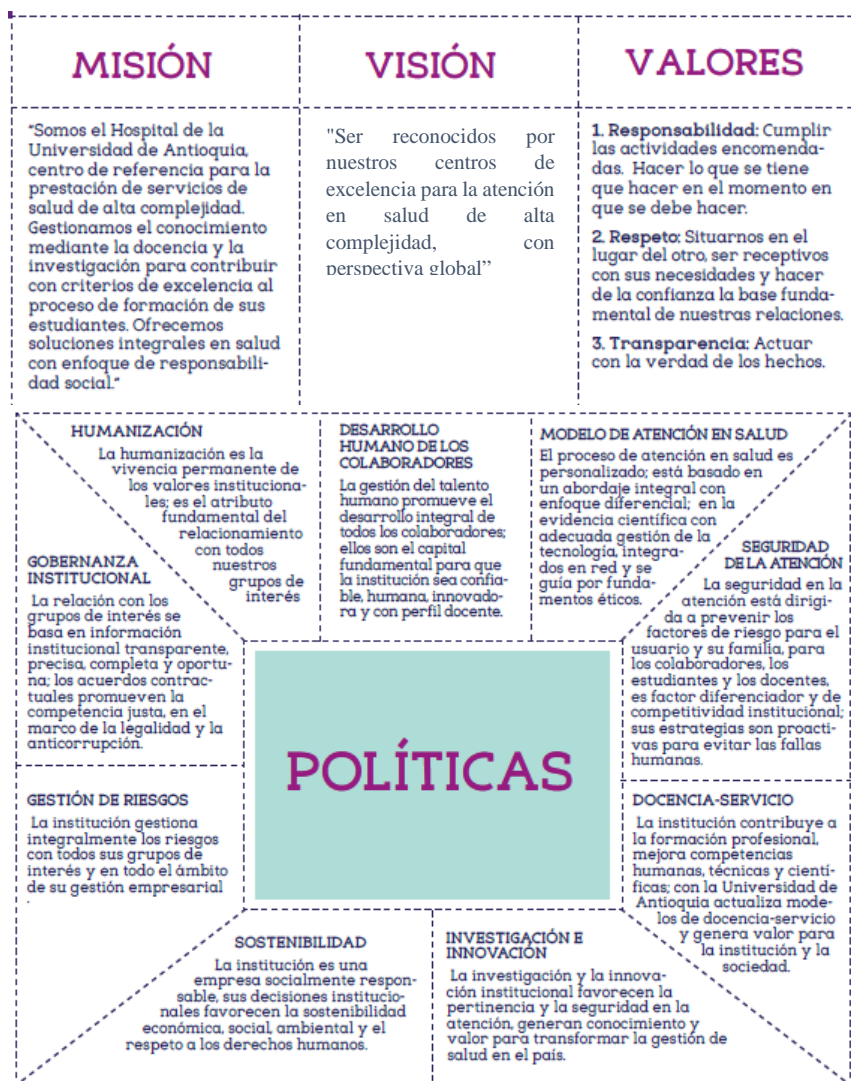 MISIÓN
"Somos el Hospital de la
Universidad de Antioquia,
centro de referencia para la
prestación de servicios de
salud de alta complejidad.
Gestionamos el conocimiento
mediante la docencia y la
investigación para contribuir
con criterios de excelencia al
proceso de formación de sus
estudiantes. Ofrecemos
soluciones integrales en salud
con enfoque de responsabili-
dad social."
VISIÓN
"Ser reconocidos por
nuestros centros de
excelencia para la atención
en salud de alta
complejidad, con
perspectiva global”
VALORES
1. Responsabilidad: Cumplir
las actividades encomenda-
das. Hacer lo que se tiene
que hacer en el momento en
que se debe hacer.
2. Respeto: Situarnos en el
lugar del otro, ser receptivos
con sus necesidades y hacer
de la confianza la base funda-
mental de nuestras relaciones.
3. Transparencia: Actuar
con la verdad de los hechos.
HUMANIZACIÓN
La humanización es la
vivencia permanente de
los valores instituciona-
les; es el atributo
fundamental del
relacionamiento
con todos
nuestros
grupos de
interés
DESARROLLO
HUMANO DE LOS
COLABORADORES
La gestión del talento
humano promueve el
desarrollo integral de
todos los colaboradores;
ellos son el capital
fundamental para que
la institución sea confia-
ble, humana, innovado-
ra y con perfil docente.
MODELO DE ATENCIÓN EN SALUD
El proceso de atención en salud es
personalizado; está basado en
un abordaje integral con
enfoque diferencial; en la
evidencia científica con
adecuada gestión de la
tecnología, integra-
dos en red y se
guía por funda-
mentos éticos.
GOBERNANZA
INSTITUCIONAL
La relación con los
grupos de interés se
basa en información
institucional transparente,
precisa, completa y oportu-
na; los acuerdos contrac-
tuales promueven la
competencia justa, en el
marco de la legalidad y la
anticorrupción.
SEGURIDAD
DE LA ATENCIÓN
La seguridad en la
atención está dirigi-
da a prevenir los
factores de riesgo para el
usuario y su familia, para
los colaboradores, los
estudiantes y los docentes,
es factor diferenciador y de
competitividad institucional;
sus estrategias son proacti-
vas para evitar las fallas
humanas.
POLÍTICAS
GESTIÓN DE RIESGOS
La institución gestiona
integralmente los riesgos
con todos sus grupos de
interés y en todo el ámbito
de su gestión empresarial
.
DOCENCIA-SERVICIO
La institución contribuye a
la formación profesional,
mejora competencias
humanas, técnicas y cientí-
ficas; con la Universidad de
Antioquia actualiza mode-
los de docencia-servicio
y genera valor para
la institución y la
sociedad.
SOSTENIBILIDAD
La institución es una
empresa socialmente respon-
sable, sus decisiones institucio-
nales favorecen la sostenibilidad
económica, social, ambiental y el
respeto a los derechos humanos.
INVESTIGACIÓN E
INNOVACIÓN
La investigación y la innova-
ción institucional favorecen la
pertinencia y la seguridad en la
atención, generan conocimiento y
valor para transformar la gestión de
salud en el país.